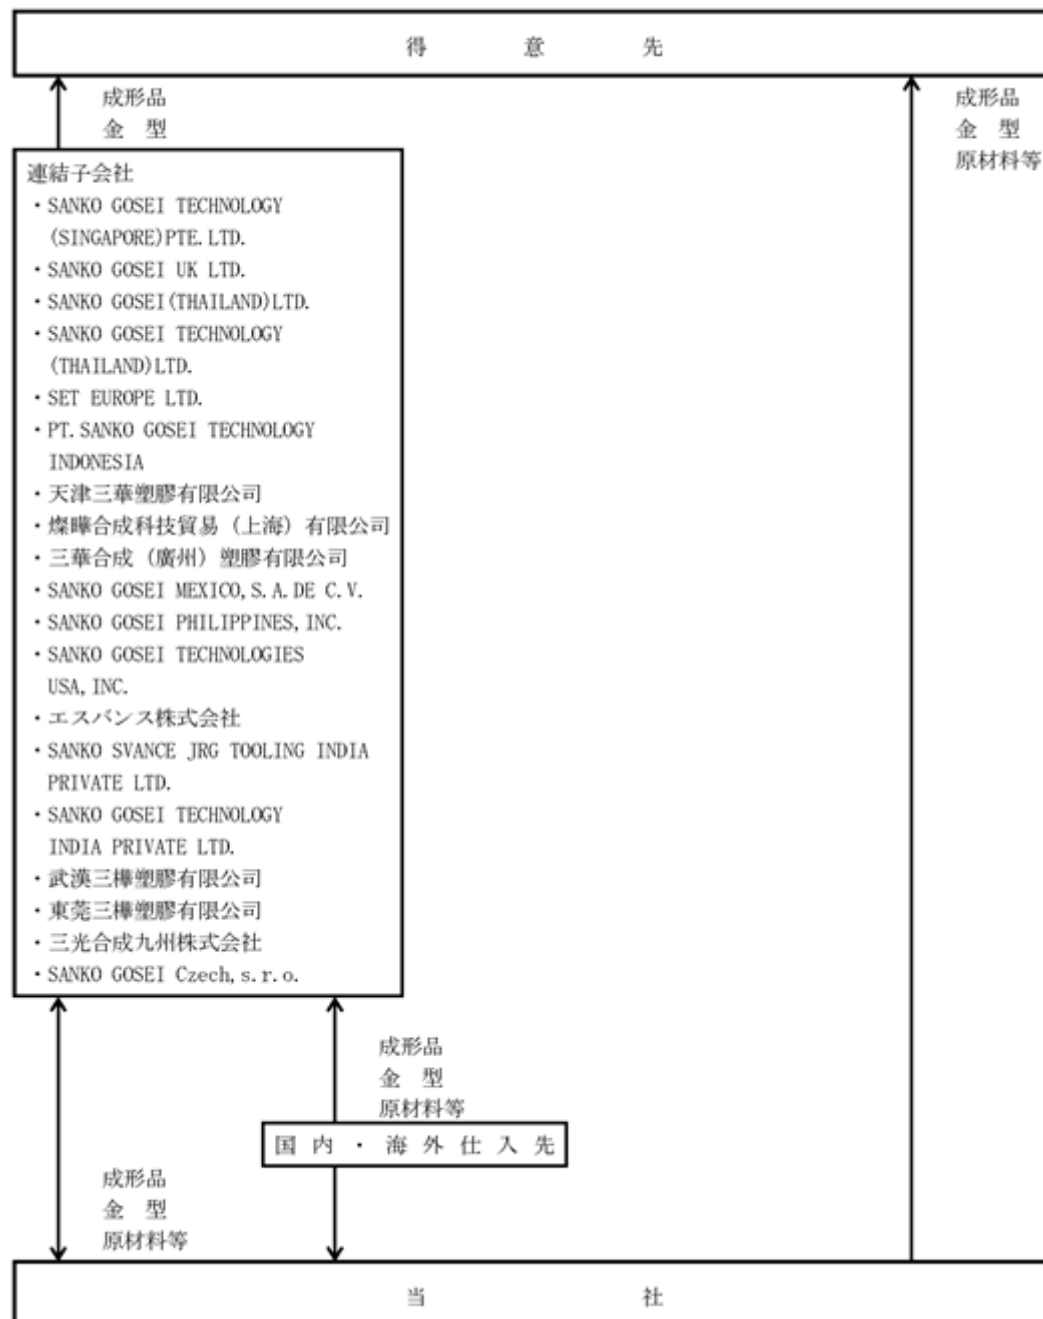 得意先
成形品
金 型
成形品
金 型
原材料等
連結子会社
・SANKO GOSEI TECHNOLOGY
(SINGAPORE)PTE.LTD.
・SANKO GOSEI UK LTD.
・SANKO GOSEI(THAILAND)LTD.
・SANKO GOSEI TECHNOLOGY
(THAILAND)LTD.
・SET EUROPE LTD.
・PT.SANKO GOSEI TECHNOLOGY
INDONESIA
・天津三華塑膠有限公司
・燦曄合成科技貿易（上海）有限公司
・三華合成（廣州）塑膠有限公司
・SANKO GOSEI MEXICO,S.A.DE C.V.
・SANKO GOSEI PHILIPPINES,INC.
・SANKO GOSEI TECHNOLOGIES
USA,INC.
・エスバンス株式会社
・SANKO SVANCE JRG TOOLING INDIA
PRIVATE LTD.
・SANKO GOSEI TECHNOLOGY
INDIA PRIVATE LTD.
・武漢三樺塑膠有限公司
・東莞三樺塑膠有限公司
・三光合成九州株式会社
・SANKO GOSEI Czech,s.r.o.
成形品
金 型
原材料等
国内・海外仕入先
成形品
金 型
原材料等
当社